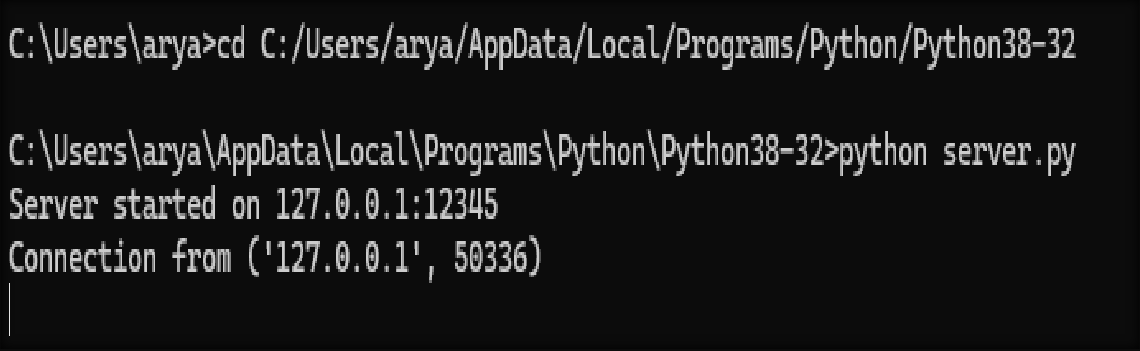 C:\Users\arya>cd C:/Users/arya/AppData/Local/Programs/Python/Python38-32
C:\Users\arya\AppData\Local\Programs\Python\Python38-32>python server.py
Server started on 127.0.0.1:12345
Connection from ('127.0.0.1', 50336)